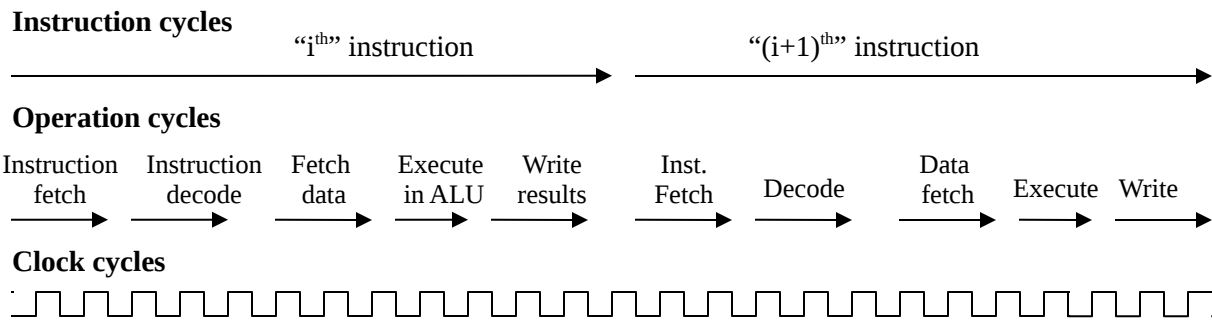 Instruction cycles
“ith” instruction “(i+1)th” instruction
Operation cycles
Instruction Instruction Fetch Execute Write Inst. Data
fetch decode data in ALU results Fetch Decode fetch Execute Write
Clock cycles